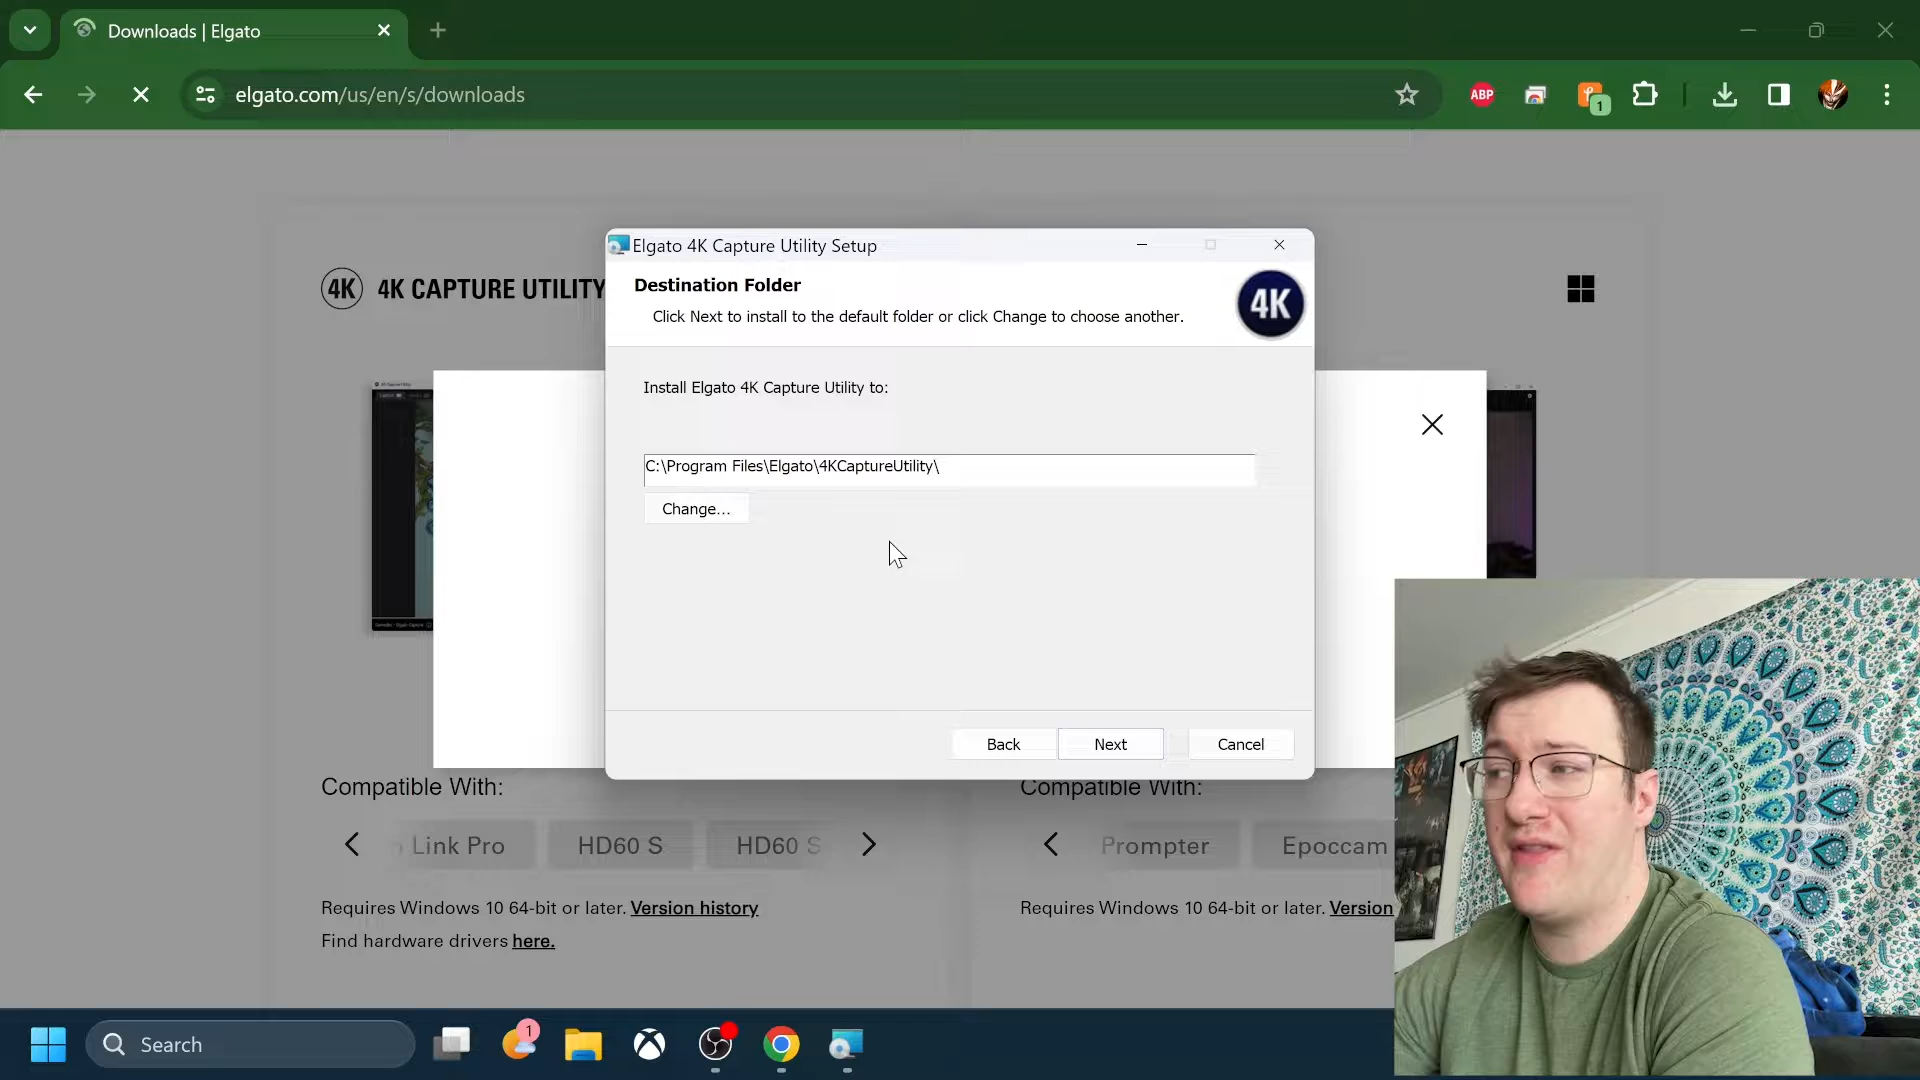 Downloads | Elgato
elgato.com/us/en/s/downloads
ABP
1
Elgato 4K Capture Utility Setup
Destination Folder
Click Next to install to the default folder or click Change to choose another.
4K
4K 4K CAPTURE UTILITY
Install Elgato 4K Capture Utility to:
C:\Program Files\Elgato\4KCaptureUtility\
Change...
Back Next Cancel
Compatible With:
Link Pro HD60 S HD60 S
Requires Windows 10 64-bit or later. Version history
Find hardware drivers here.
Compatible With:
Prompter Epoccam
Requires Windows 10 64-bit or later. Version
Search
1